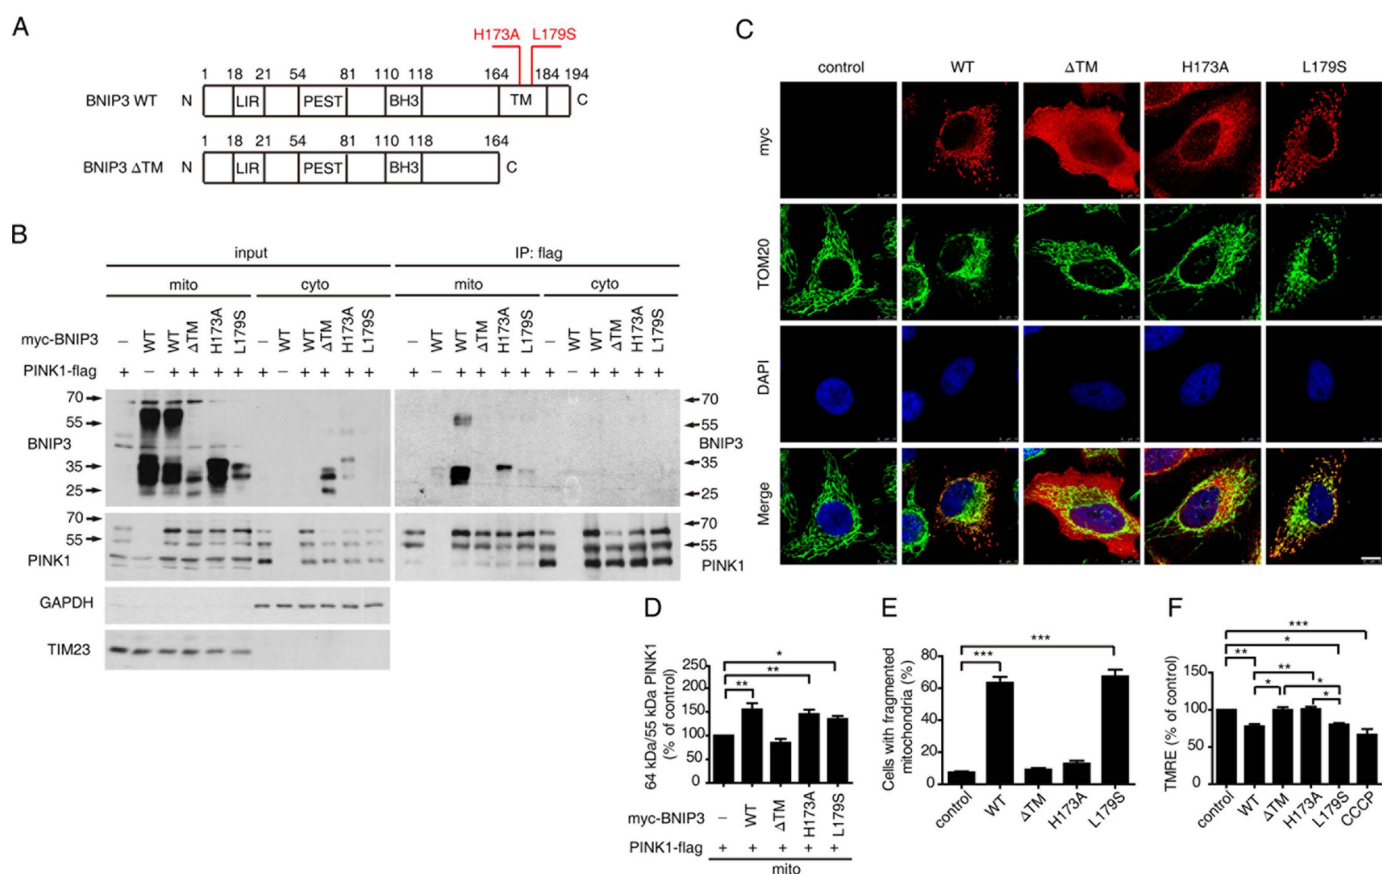 A
H173A L179S
1 18 21 54 81 110 118 164 184 194
BNIP3 WT N LIR PEST BH3 TM C
1 18 21 54 81 110 118 164
BNIP3 ΔTM N LIR PEST BH3 C
B
input IP: flag
mito cyto mito cyto
myc-BNIP3 – WT WT ΔTM H173A L179S – WT WT ΔTM H173A L179S – WT WT ΔTM H173A L179S – WT WT ΔTM H173A L179S
PINK1-flag + – + + + + + – + + + + + – + + + + + – + + + +
70 70
55 55
BNIP3 BNIP3
35 35
25 25
70 70
55 55
PINK1 PINK1
GAPDH
TIM23
C
control WT ΔTM H173A L179S
myc
TOM20
DAPI
Merge
D
64 kDa/55 kDa PINK1
(% of control)
250
200
150
100
50
0
*
**
**
myc-BNIP3 – WT ΔTM H173A L179S
PINK1-flag + + + + +
mito
E
Cells with fragmented
mitochondria (%)
80
60
40
20
0
***
***
control WT ΔTM H173A L179S
F
TMRE (% of control)
150
100
50
0
***
*
** **
* * *
control WT ΔTM H173A L179S CCCP